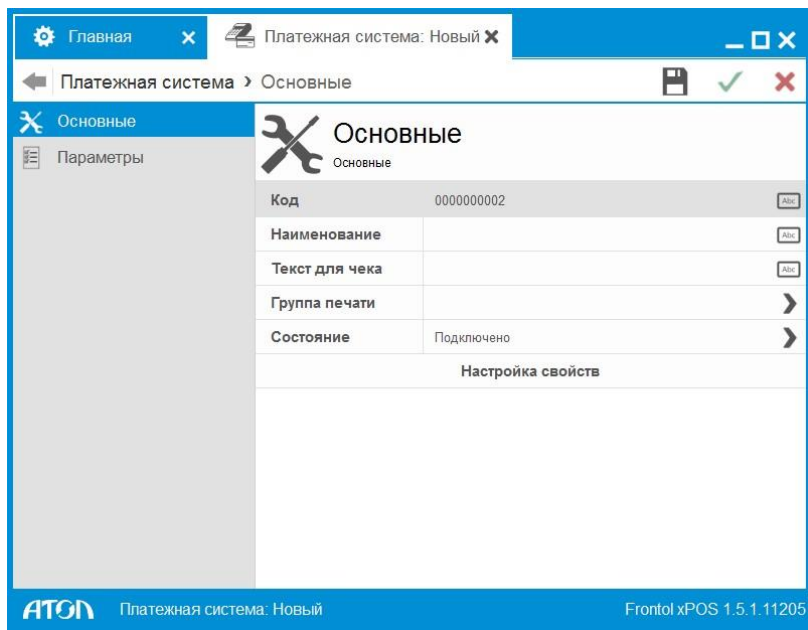 Главная
Платежная система: Новый
Платежная система Основные
Основные
Параметры
Основные
Основные
Код 0000000002 Abc
Наименование Abc
Текст для чека Abc
Группа печати
Состояние Подключено
Настройка свойств
АТОЛ Платежная система: Новый Frontol xPOS 1.5.1.11205